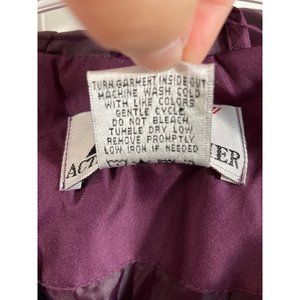 TURN GARMENT INSIDE OUT
MACHINE WASH COLD
WITH LIKE COLORS
GENTLE CYCLE
DO NOT BLEACH
TUMBLE DRY LOW
REMOVE PROMPTLY
LOW IRON IF NEEDED